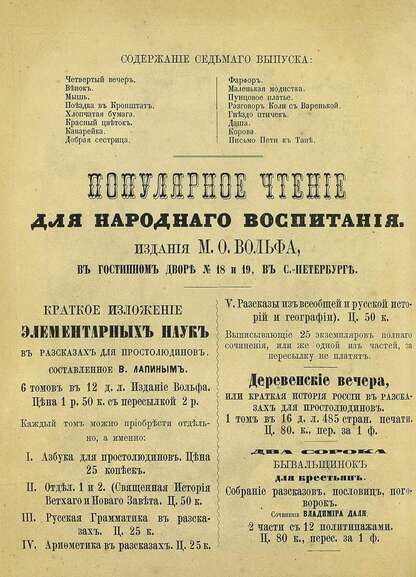 СОДЕРЖАНІЕ СЕДЬМАГО ВЫПУСКА:
Четвертый вечеръ.
Вѣнокъ.
Мышь.
Поѣздка въ Кронштатъ.
Хлопчатая бумага.
Красный цвѣтокъ.
Канарейка.
Добрая сестрица.
Фарфоръ.
Маленькая модистка.
Пунцовое платье.
Разговоръ Коли съ Варенькой.
Гнѣздо птичекъ.
Даша.
Корова.
Письмо Пети къ Танѣ.
ПОПУЛЯРНОЕ ЧТЕНІЕ
ДЛЯ НАРОДНАГО ВОСПИТАНІЯ.
ИЗДАНІЯ М. О. ВОЛЬФА,
ВЪ ГОСТИННОМЪ ДВОРѢ № 18 и 19, ВЪ С.-ПЕТЕРБУРГѢ.
КРАТКОЕ ИЗЛОЖЕНІЕ
ЭЛЕМЕНТАРНЫХЪ НАУКЪ
ВЪ РАЗСКАЗАХЪ ДЛЯ ПРОСТОЛЮДИНОВЪ.
СОСТАВЛЕННОЕ В. ЛАПИНЫМЪ.
6 томовъ въ 12 д. л. Изданіе Вольфа.
Цѣна 1 р. 50 к. съ пересылкой 2 р.
Каждый томъ можно пріобрѣсти отдѣль-
но, а именно:
I. Азбука для простолюдиновъ. Цѣна
25 копѣекъ.
II. Отдѣл. 1 и 2. (Священная Исторія
Ветхаго и Новаго Завѣта. Ц. 50 к.
III. Русская Грамматика въ разска-
захъ. Ц. 25 к.
IV. Ариѳметика въ разсказахъ. Ц. 25 к.
V. Разсказы изъ всеобщей и русской исто-
рій и географіи). Ц. 50 к.
Выписывающіе 25 экземпляровъ полнаго
сочиненія, или же одной изъ частей, за
пересылку не платятъ.
Деревенскіе вечера,
ИЛИ КРАТКАЯ ИСТОРІЯ РОССІИ ВЪ РАЗСКА-
ЗАХЪ ДЛЯ ПРОСТОЛЮДИНОВЪ.
1 томъ въ 16 д. л. 485 стран. печати.
Ц. 80. к., пер. за 1 ф.
ДВА СОРОКА
БЫВАЛЬЩИНОКЪ
для крестьянъ.
Собраніе разсказовъ, пословицъ, пого-
ворокъ.
Сочиненіе ВЛАДИМІРА ДАЛЯ.
2 части съ 12 политипажами.
Ц. 80 к., перес. за 1 ф.